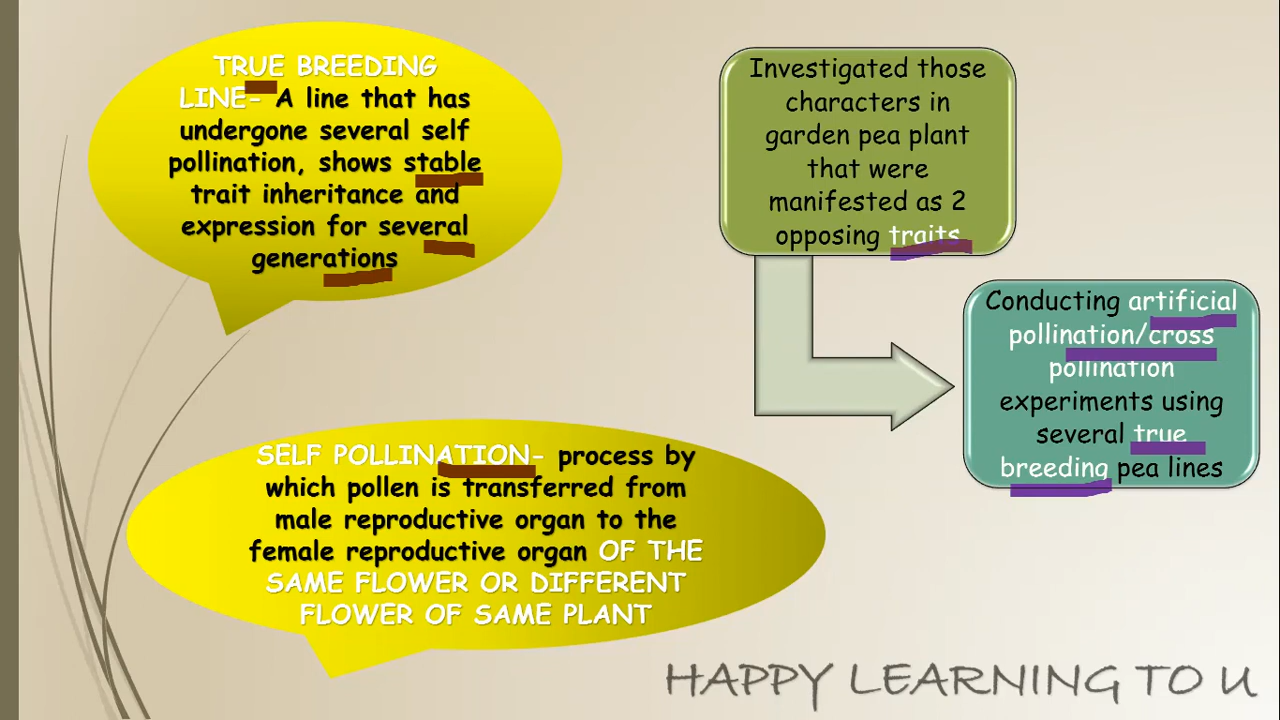 TRUE BREEDING
LINE- A line that has
undergone several self
pollination, shows stable
trait inheritance and
expression for several
generations
Investigated those
characters in
garden pea plant
that were
manifested as 2
opposing traits
Conducting artificial
pollination/cross
pollination
experiments using
several true
breeding pea lines
SELF POLLINATION- process by
which pollen is transferred from
male reproductive organ to the
female reproductive organ OF THE
SAME FLOWER OR DIFFERENT
FLOWER OF SAME PLANT
HAPPY LEARNING TO U